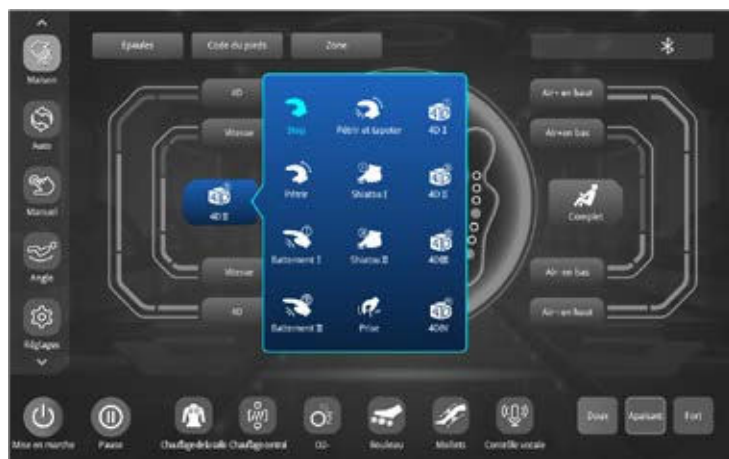 Epaules
Code du pieds
Zone
Maison
Auto
Manuel
Angle
Réglages
4D
Vitesse
4D II
Vitesse
4D
Stop
Pétrir et tapoter
4D I
Pétrir
Shiatsu I
4D II
Battement I
Shiatsu II
4DIII
Battement II
Prise
4DIV
Air+ en haut
Air+en bas
Complet
Air- en bas
Air- en haut
Mise en marche
Pause
Chauffage central
O2-
Rouleau
Mollets
Contrôle vocale
Doux
Apaisant
Fort